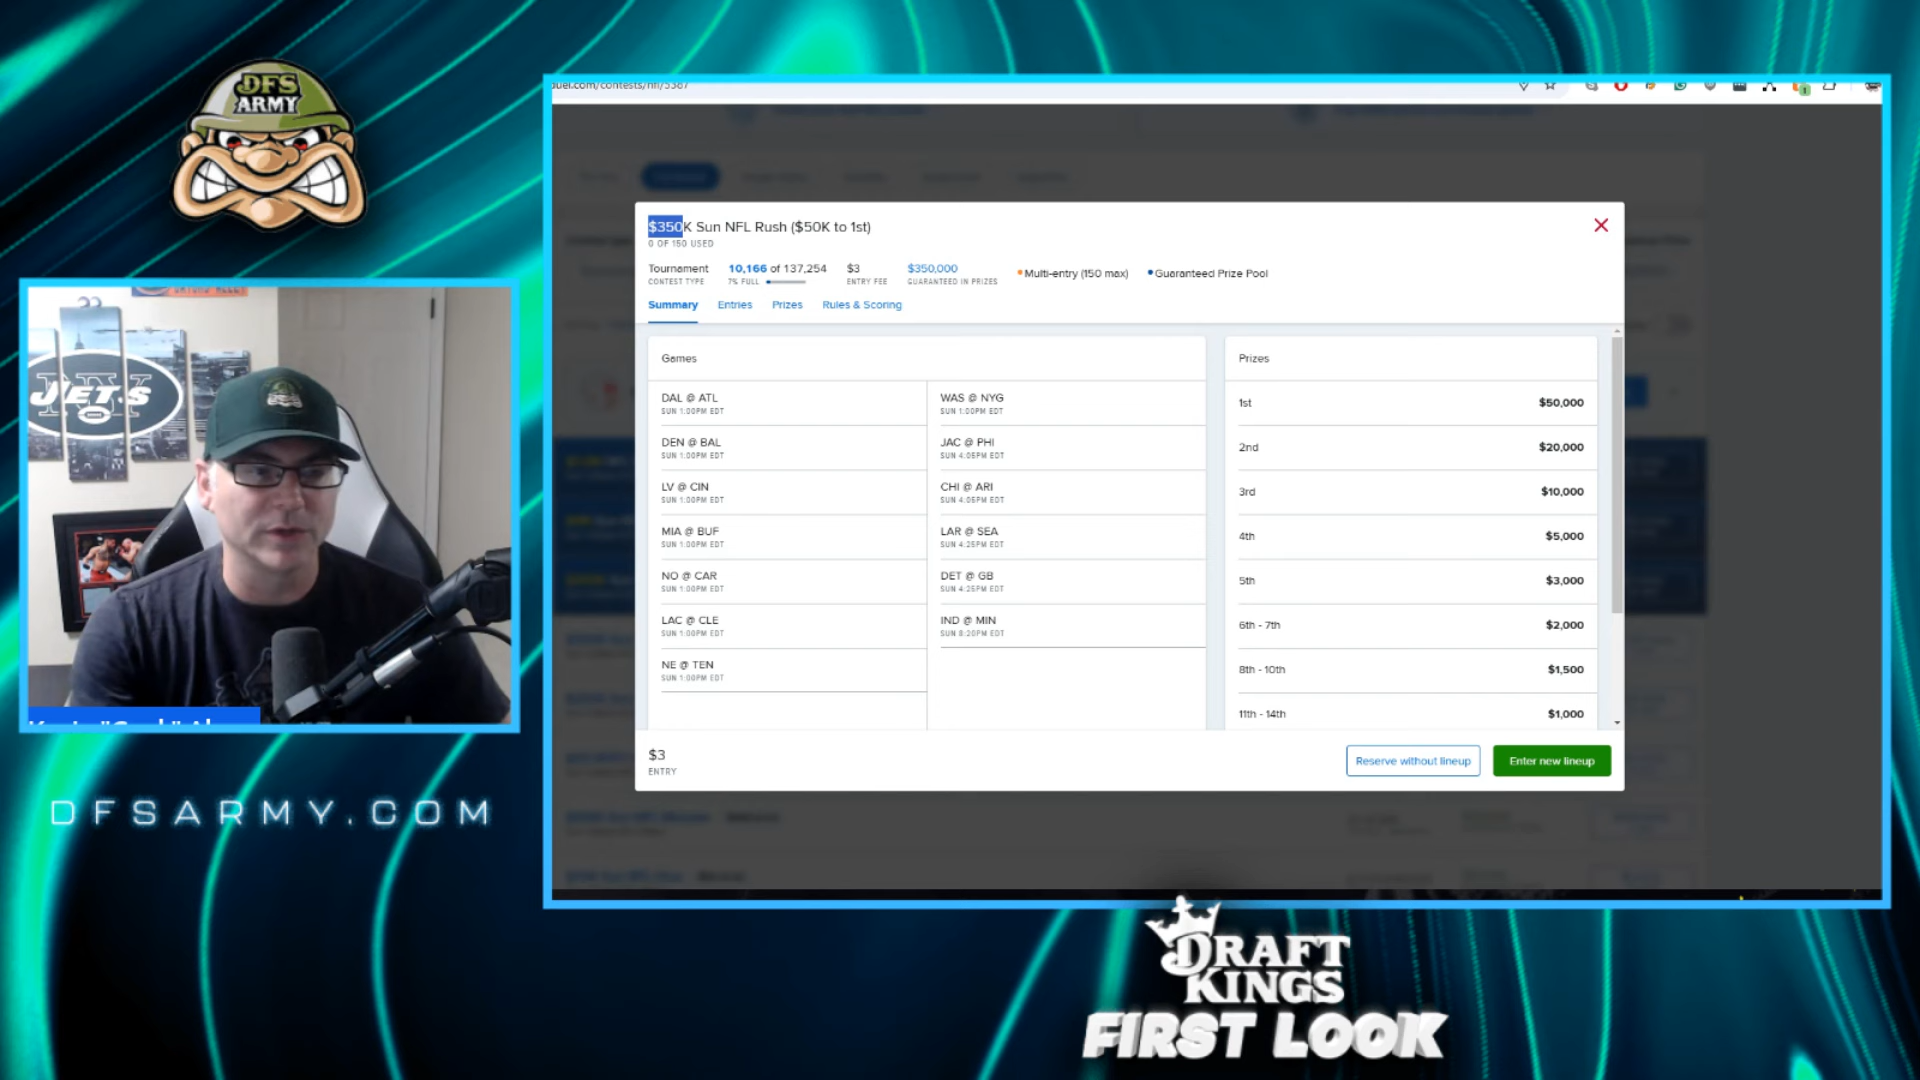 DFS
ARMY
JETS
DFSARMY.COM
duel.com/contests/nfl/5387
$350K Sun NFL Rush ($50K to 1st)
0 OF 150 USED
Tournament
CONTEST TYPE
10,166 of 137,254
7% FULL
$3
ENTRY FEE
$350,000
GUARANTEED IN PRIZES
Multi-entry (150 max)
Guaranteed Prize Pool
Summary
Entries
Prizes
Rules & Scoring
Games
DAL @ ATL
SUN 1:00PM EDT
DEN @ BAL
SUN 1:00PM EDT
LV @ CIN
SUN 1:00PM EDT
MIA @ BUF
SUN 1:00PM EDT
NO @ CAR
SUN 1:00PM EDT
LAC @ CLE
SUN 1:00PM EDT
NE @ TEN
SUN 1:00PM EDT
WAS @ NYG
SUN 1:00PM EDT
JAC @ PHI
SUN 4:05PM EDT
CHI @ ARI
SUN 4:05PM EDT
LAR @ SEA
SUN 4:25PM EDT
DET @ GB
SUN 4:25PM EDT
IND @ MIN
SUN 8:20PM EDT
Prizes
1st $50,000
2nd $20,000
3rd $10,000
4th $5,000
5th $3,000
6th - 7th $2,000
8th - 10th $1,500
11th - 14th $1,000
$3
ENTRY
Reserve without lineup
Enter new lineup
DRAFT
KINGS
FIRST LOOK